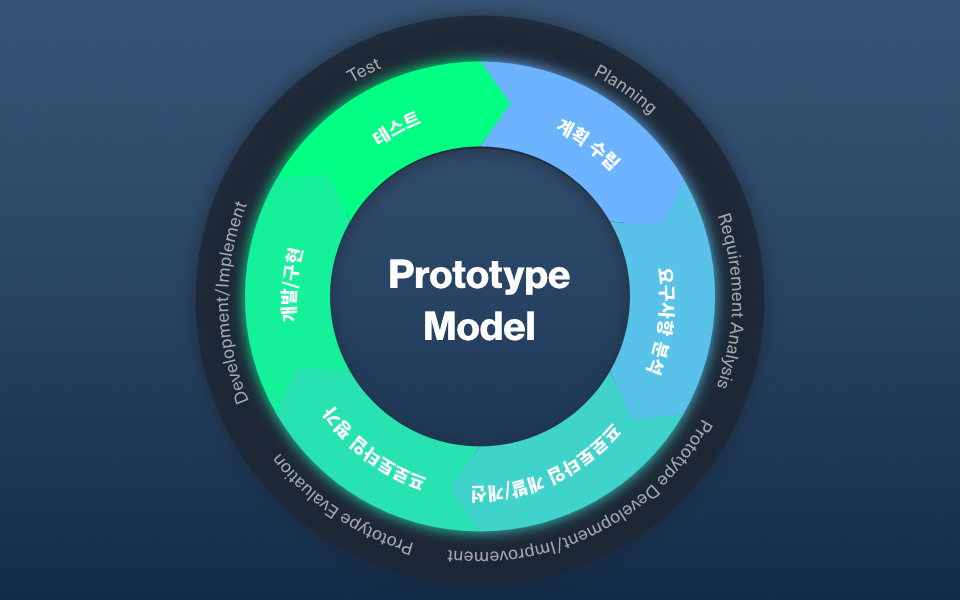 Prototype
Model
Planning
계획 수립
Requirement Analysis
요구사항 분석
Prototype Development/Improvement
프로토타입 개발/개선
Prototype Evaluation
프로토타입 평가
Development/Implement
개발/구현
Test
테스트